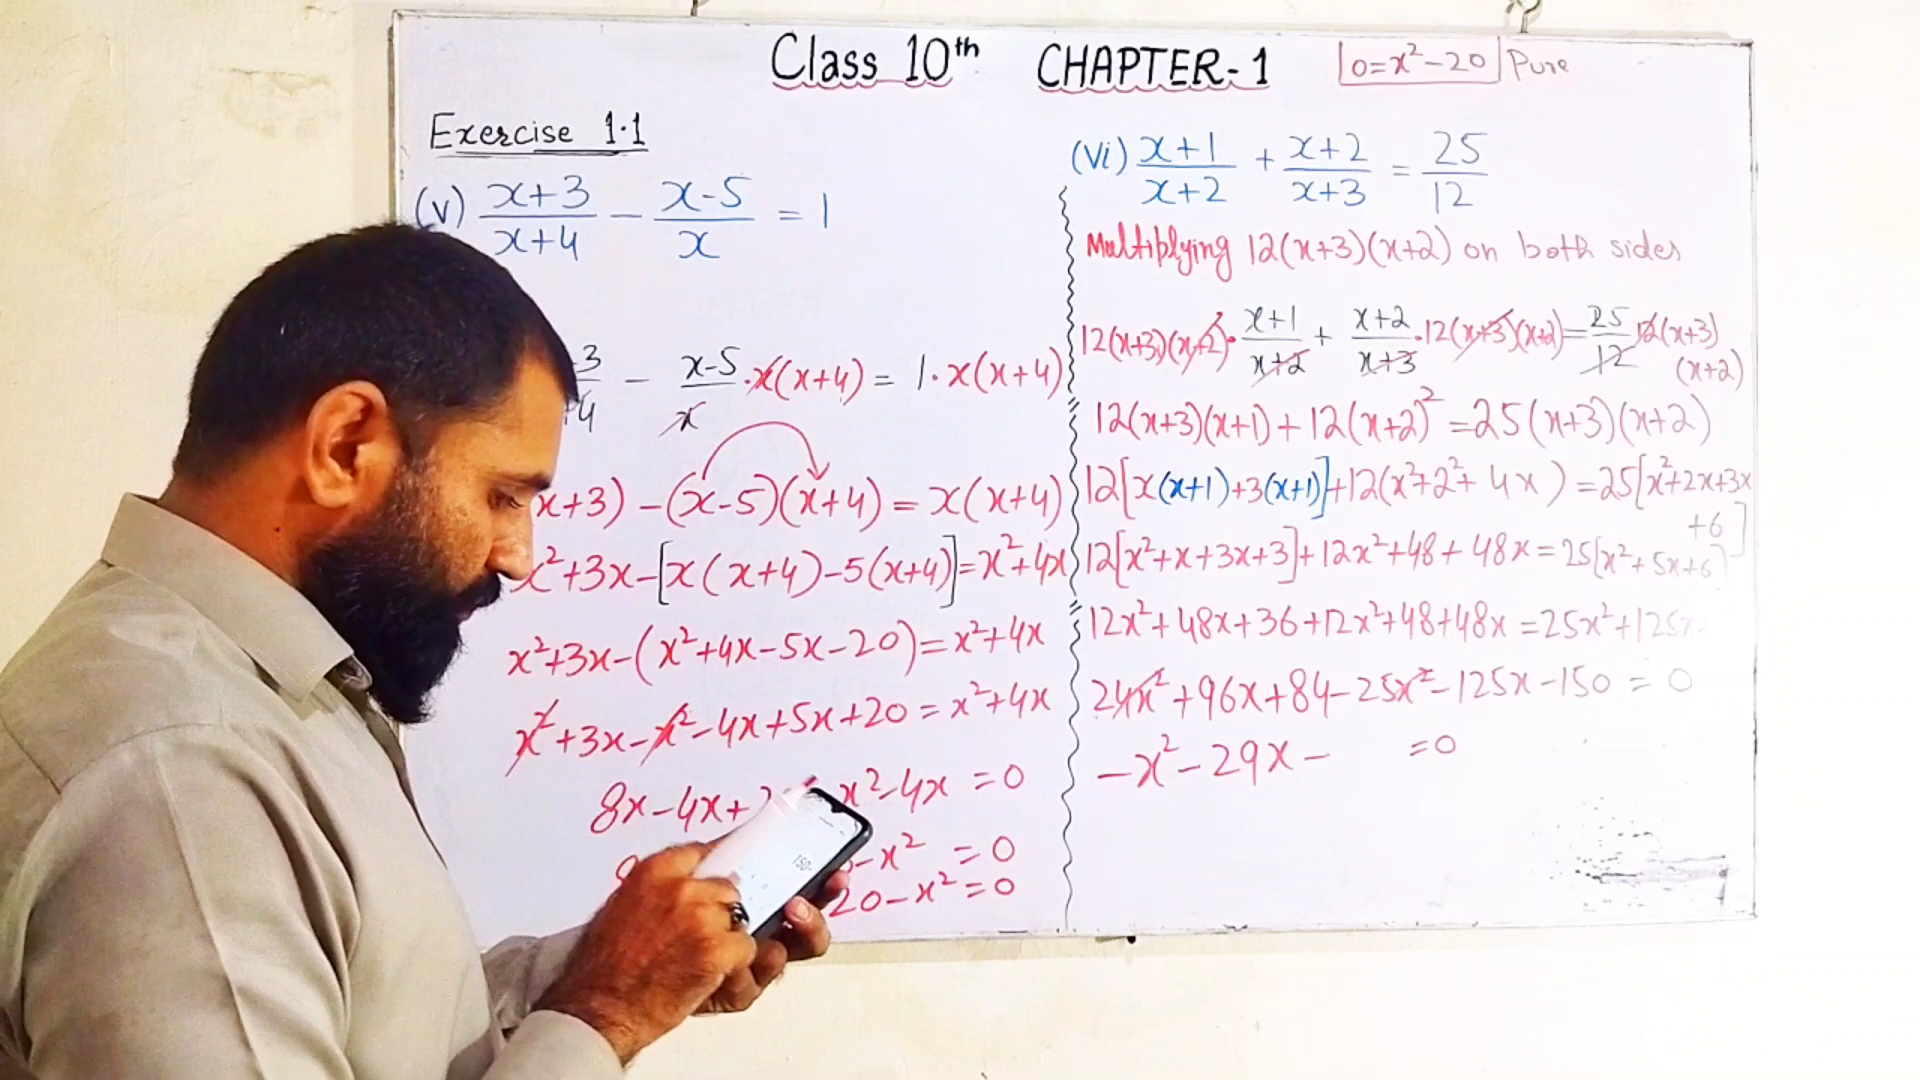 Class 10th CHAPTER-1 0=x²-20 Pure
Exercise 1.1
(v) x+3/x+4 - x-5/x = 1
3/4 - x-5/x · x(x+4) = 1·x(x+4)
x+3) - (x-5)(x+4) = x(x+4)
x²+3x-[x(x+4)-5(x+4)]=x²+4x
x²+3x-(x²+4x-5x-20)=x²+4x
x²+3x-x²-4x+5x+20=x²+4x
8x-4x+2 x²-4x=0
-x²=0
20-x²=0
(vi) x+1/x+2 + x+2/x+3 = 25/12
Multiplying 12(x+3)(x+2) on both sides
12(x+3)(x+2)·x+1/x+2 + x+2/x+3·12(x+3)(x+2)=25/12 12(x+3)
(x+2)
12(x+3)(x+1)+12(x+2)²=25(x+3)(x+2)
12[x(x+1)+3(x+1)]+12(x²+2²+4x)=25[x²+2x+3x
+6]
12[x²+x+3x+3]+12x²+48+48x=25[x²+5x+6]
12x²+48x+36+12x²+48+48x=25x²+125x
24x²+96x+84-25x²-125x-150=0
-x²-29x- =0
150